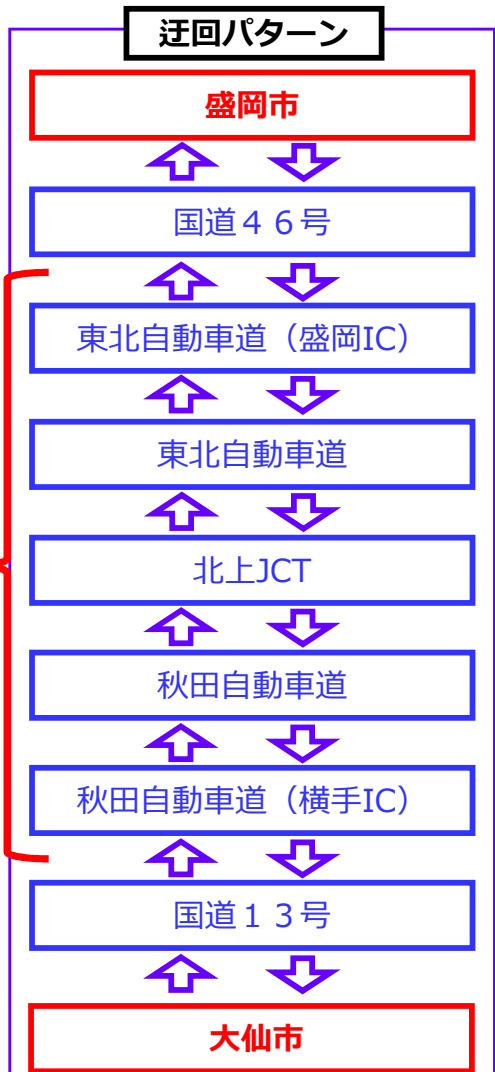 迂回パターン
盛岡市
国道４６号
東北自動車道（盛岡IC）
東北自動車道
北上JCT
秋田自動車道
秋田自動車道（横手IC）
国道１３号
大仙市